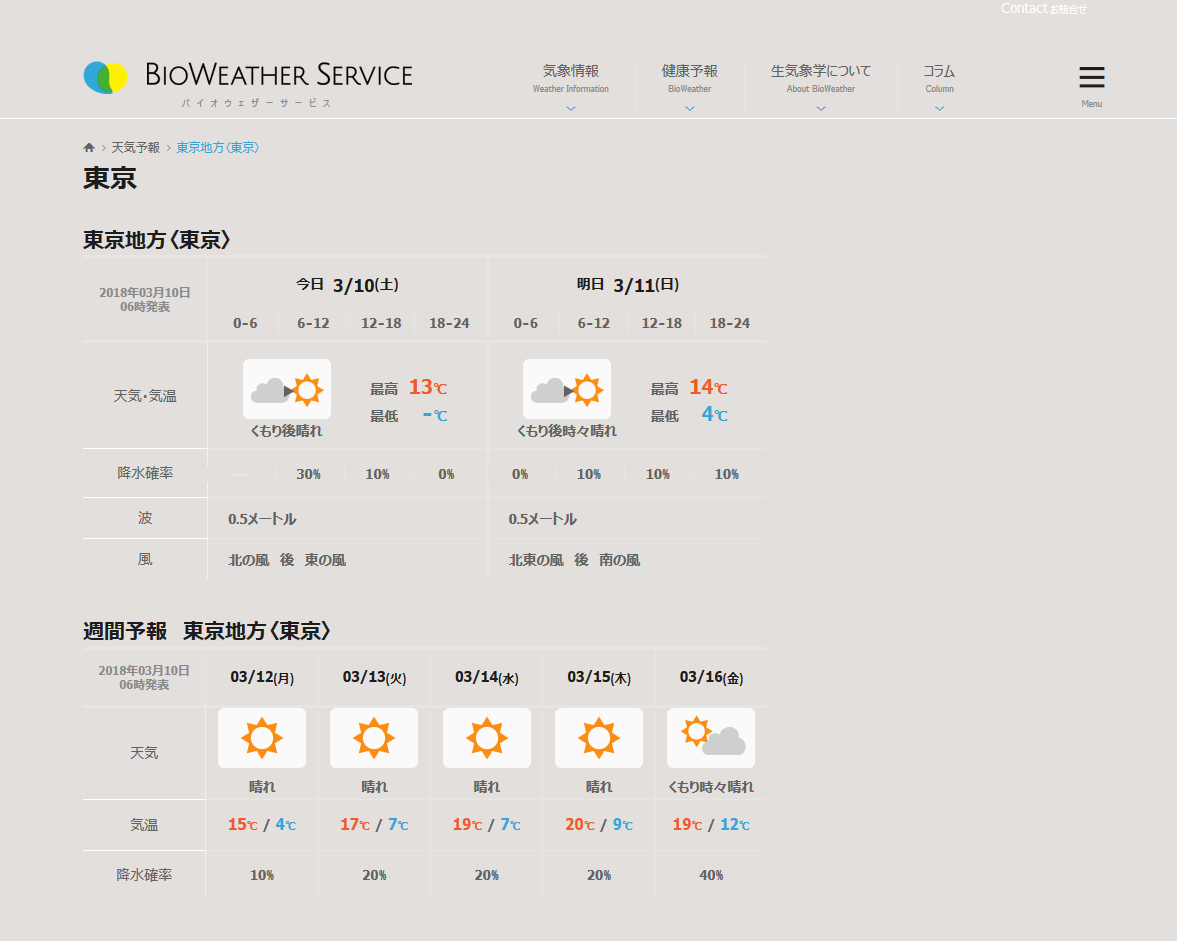 Contact お問合せ
BIOWEATHER SERVICE
バイオウェザーサービス
気象情報
Weather Information
健康予報
BioWeather
生気象学について
About BioWeather
コラム
Column
Menu
天気予報 › 東京地方〈東京〉
東京
東京地方〈東京〉
2018年03月10日
06時発表
今日 3/10(土)
明日 3/11(日)
0-6 6-12 12-18 18-24 0-6 6-12 12-18 18-24
天気・気温
くもり後晴れ
最高 13℃
最低 -℃
くもり後時々晴れ
最高 14℃
最低 4℃
降水確率 — 30% 10% 0% 0% 10% 10% 10%
波 0.5メートル 0.5メートル
風 北の風 後 東の風 北東の風 後 南の風
週間予報 東京地方〈東京〉
2018年03月10日
06時発表
03/12(月) 03/13(火) 03/14(水) 03/15(木) 03/16(金)
天気 晴れ 晴れ 晴れ 晴れ くもり時々晴れ
気温 15℃ / 4℃ 17℃ / 7℃ 19℃ / 7℃ 20℃ / 9℃ 19℃ / 12℃
降水確率 10% 20% 20% 20% 40%